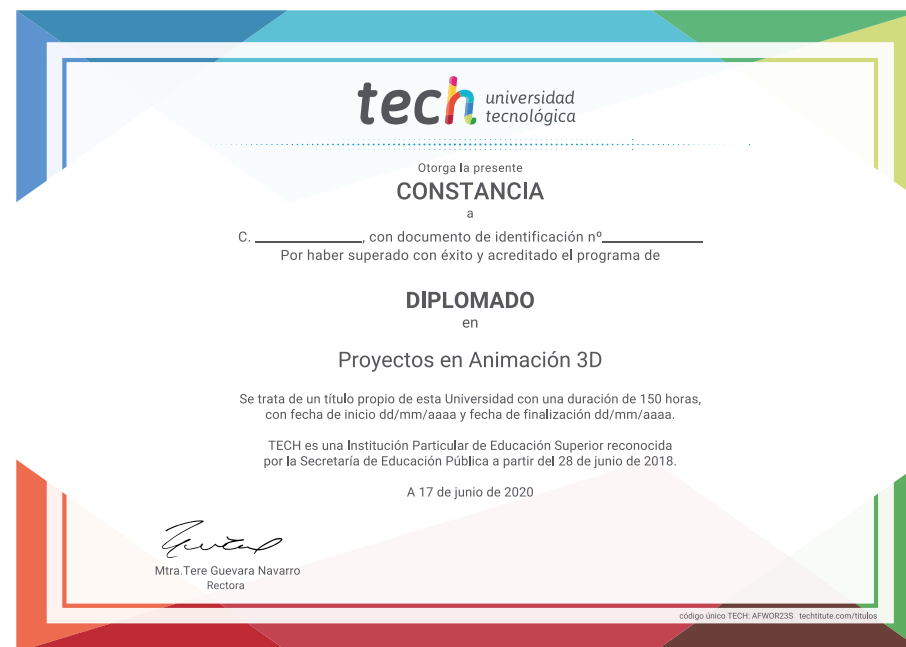 tech universidad
tecnológica
Otorga la presente
CONSTANCIA
a
C. ______________, con documento de identificación nº_____________
Por haber superado con éxito y acreditado el programa de
DIPLOMADO
en
Proyectos en Animación 3D
Se trata de un título propio de esta Universidad con una duración de 150 horas,
con fecha de inicio dd/mm/aaaa y fecha de finalización dd/mm/aaaa.
TECH es una Institución Particular de Educación Superior reconocida
por la Secretaría de Educación Pública a partir del 28 de junio de 2018.
A 17 de junio de 2020
Mtra.Tere Guevara Navarro
Rectora
código único TECH: AFWOR23S techtitute.com/titulos